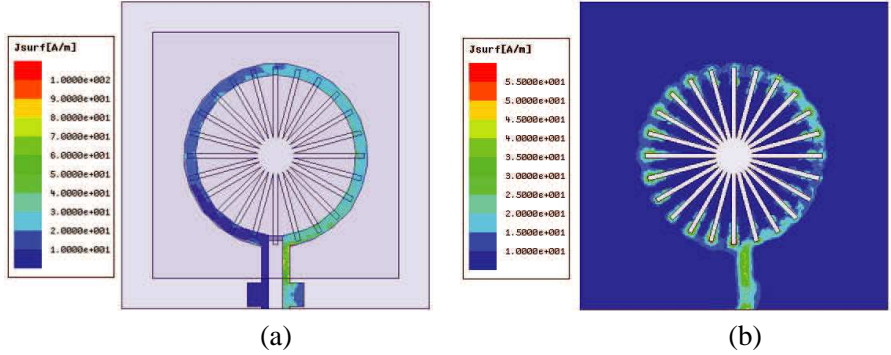 Jsurf[A/m]
1.0000e+002
9.0000e+001
8.0000e+001
7.0000e+001
6.0000e+001
5.0000e+001
4.0000e+001
3.0000e+001
2.0000e+001
1.0000e+001
(a)
Jsurf[A/m]
5.5000e+001
5.0000e+001
4.5000e+001
4.0000e+001
3.5000e+001
3.0000e+001
2.5000e+001
2.0000e+001
1.5000e+001
1.0000e+001
(b)